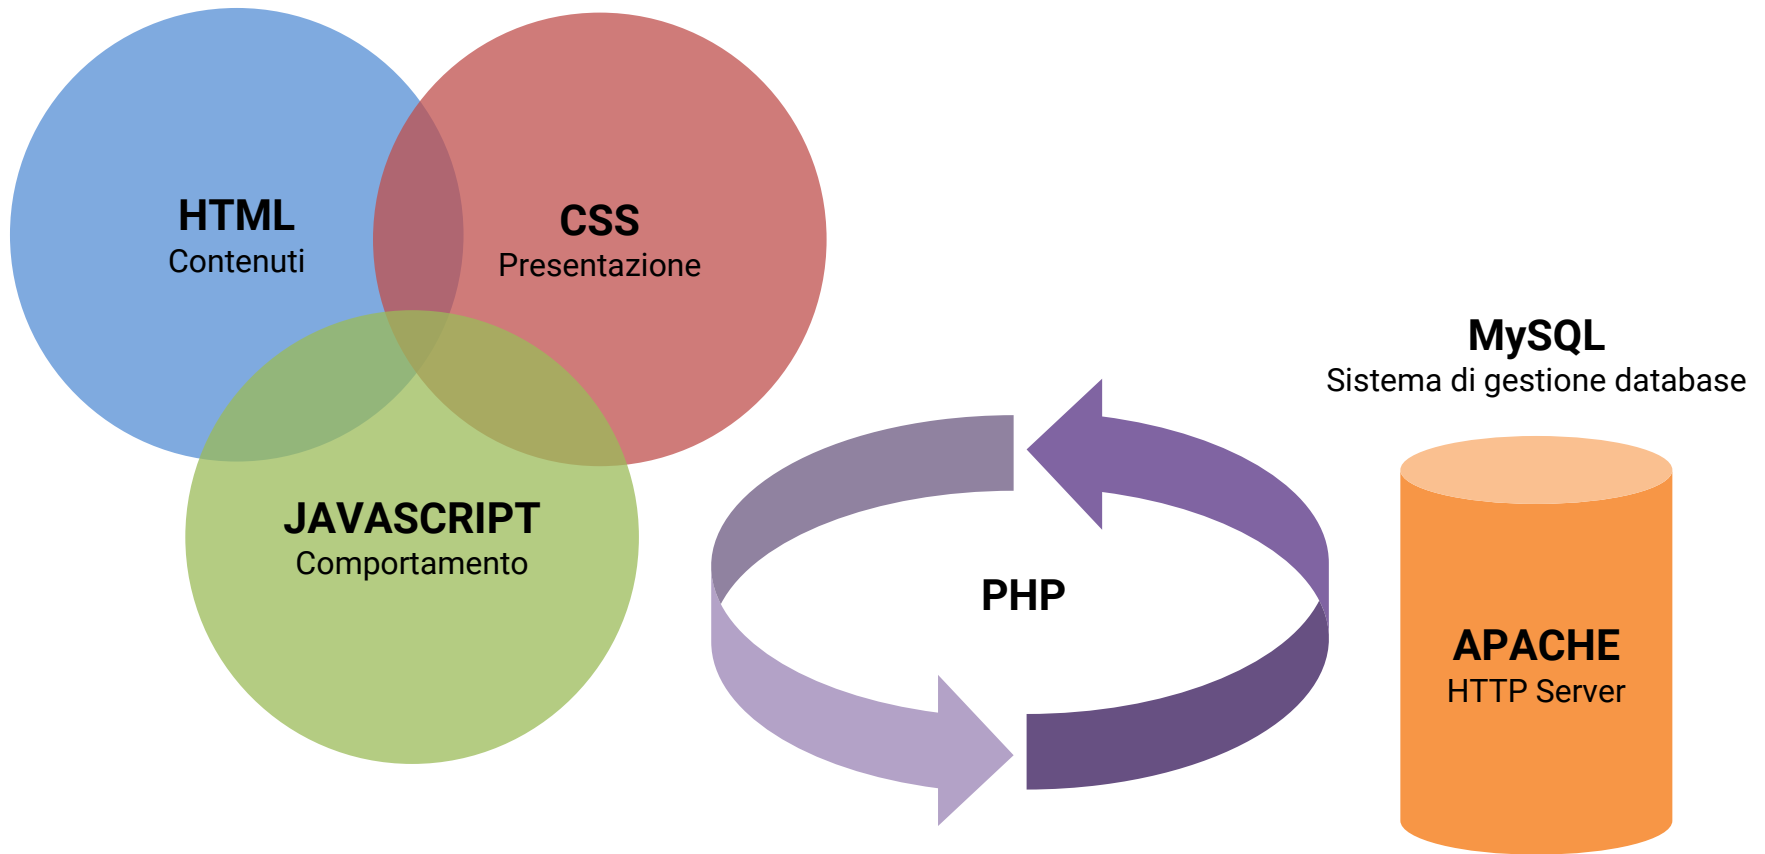 HTML
Contenuti
CSS
Presentazione
JAVASCRIPT
Comportamento
PHP
MySQL
Sistema di gestione database
APACHE
HTTP Server